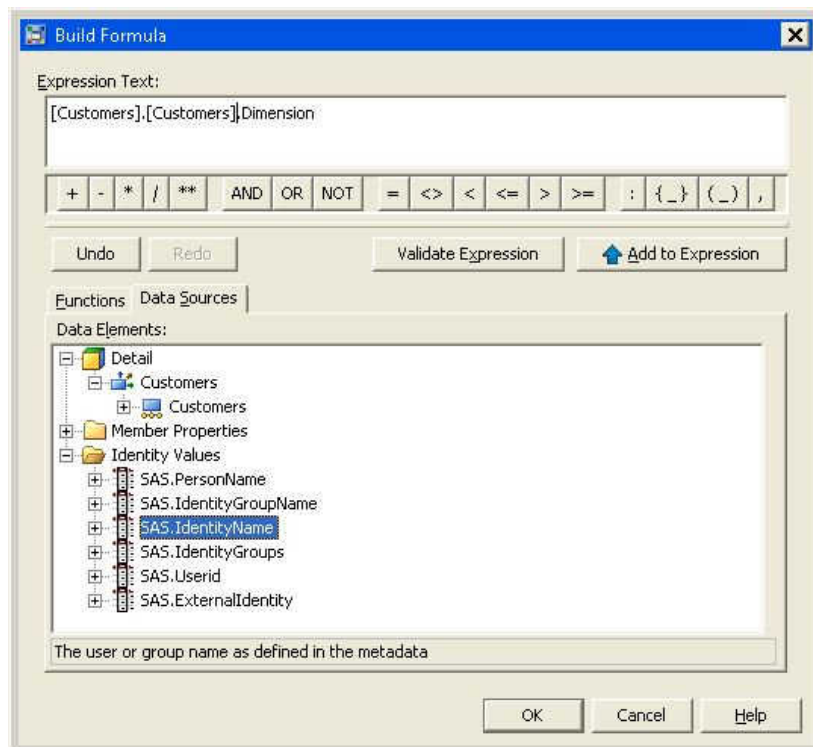 Build Formula
Expression Text:
[Customers].[Customers].Dimension
+ - * / ** AND OR NOT = <> < <= > >= : {_} (_) ,
Undo Redo Validate Expression Add to Expression
Functions Data Sources
Data Elements:
Detail
Customers
Customers
Member Properties
Identity Values
SAS.PersonName
SAS.IdentityGroupName
SAS.IdentityName
SAS.IdentityGroups
SAS.Userid
SAS.ExternalIdentity
The user or group name as defined in the metadata
OK Cancel Help